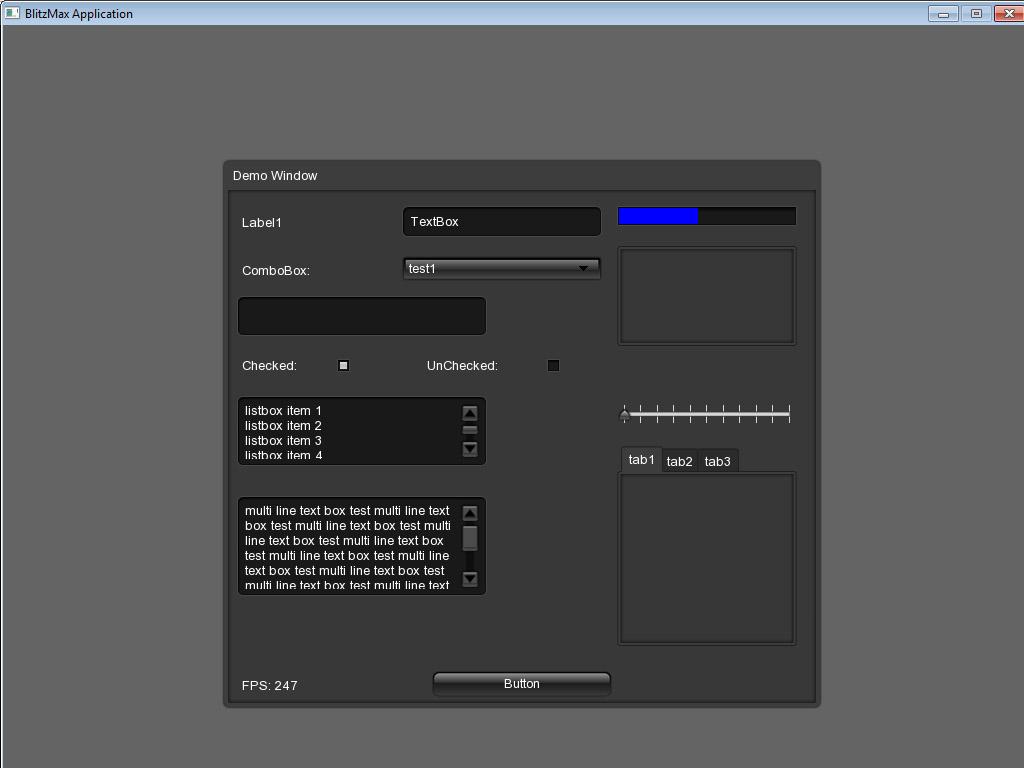 BlitzMax Application
Demo Window
Label1
TextBox
ComboBox:
test1
Checked:
UnChecked:
listbox item 1
listbox item 2
listbox item 3
listbox item 4
tab1 tab2 tab3
multi line text box test multi line text
box test multi line text box test multi
line text box test multi line text box
test multi line text box test multi line
text box test multi line text box test
multi line text box test multi line text
FPS: 247
Button